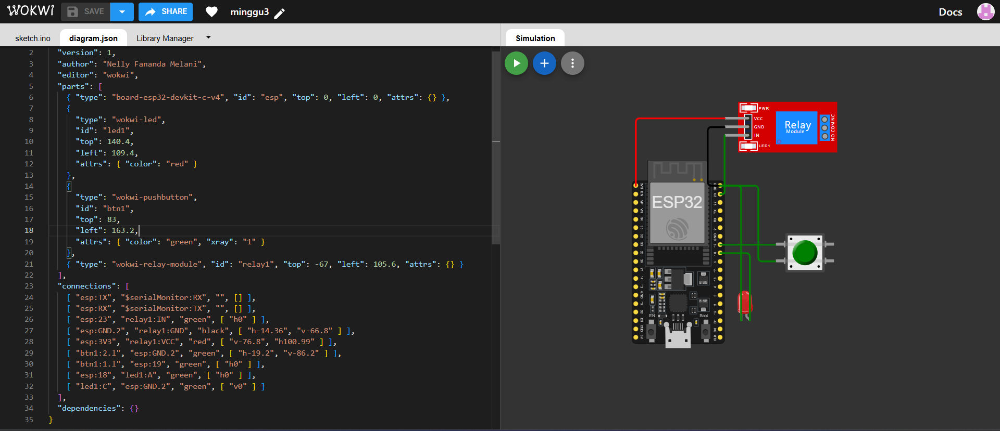 WOKWI SAVE SHARE minggu3 Docs
sketch.ino diagram.json Library Manager Simulation
2 "version": 1,
3 "author": "Nelly Fananda Melani",
4 "editor": "wokwi",
5 "parts": [
6 { "type": "board-esp32-devkit-c-v4", "id": "esp", "top": 0, "left": 0, "attrs": {} },
7 {
8 "type": "wokwi-led",
9 "id": "led1",
10 "top": 140.4,
11 "left": 109.4,
12 "attrs": { "color": "red" }
13 },
14 {
15 "type": "wokwi-pushbutton",
16 "id": "btn1",
17 "top": 83,
18 "left": 163.2,
19 "attrs": { "color": "green", "xray": "1" }
20 },
21 { "type": "wokwi-relay-module", "id": "relay1", "top": -67, "left": 105.6, "attrs": {} }
22 ],
23 "connections": [
24 [ "esp:TX", "$serialMonitor:RX", "", [] ],
25 [ "esp:RX", "$serialMonitor:TX", "", [] ],
26 [ "esp:23", "relay1:IN", "green", [ "h0" ] ],
27 [ "esp:GND.2", "relay1:GND", "black", [ "h-14.36", "v-66.8" ] ],
28 [ "esp:3V3", "relay1:VCC", "red", [ "v-76.8", "h100.99" ] ],
29 [ "btn1:2.l", "esp:GND.2", "green", [ "h-19.2", "v-86.2" ] ],
30 [ "btn1:1.l", "esp:19", "green", [ "h0" ] ],
31 [ "esp:18", "led1:A", "green", [ "h0" ] ],
32 [ "led1:C", "esp:GND.2", "green", [ "v0" ] ]
33 ],
34 "dependencies": {}
35 }
PWR
VCC
GND
IN
LED1
Relay
Module
NO COM NC
ESP32
EN
Boot